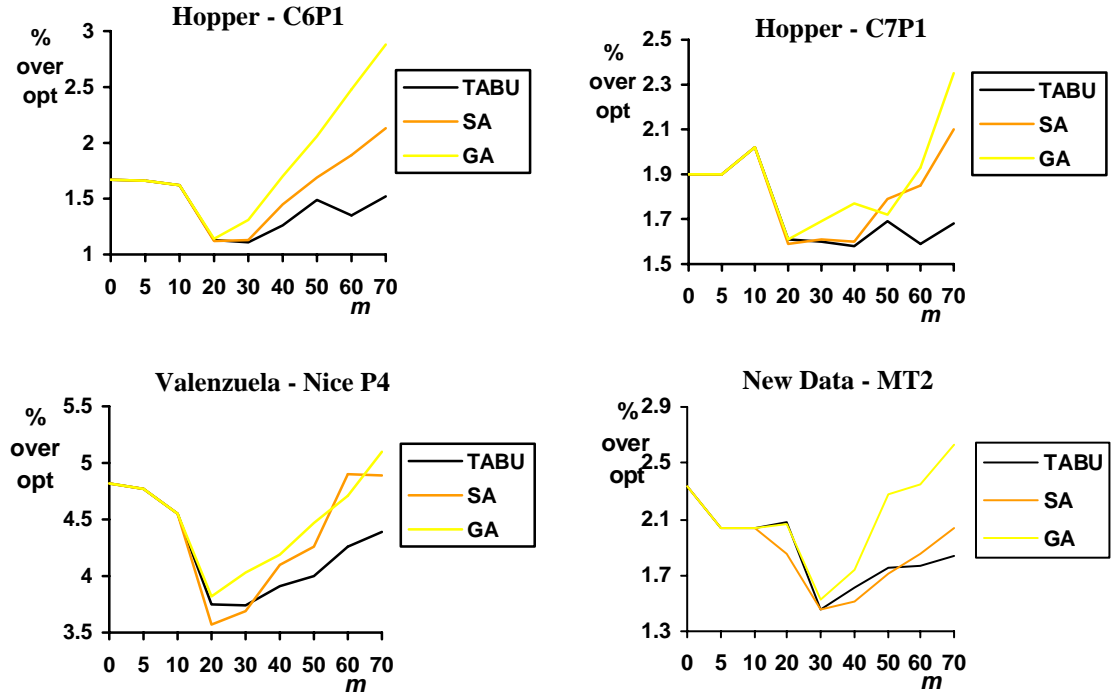 Hopper - C6P1
%
over
opt
3
2.5
2
1.5
1
0 5 10 20 30 40 50 60 70
m
TABU
SA
GA
Hopper - C7P1
%
over
opt
2.5
2.3
2.1
1.9
1.7
1.5
0 5 10 20 30 40 50 60 70
m
TABU
SA
GA
Valenzuela - Nice P4
%
over
opt
5.5
5
4.5
4
3.5
0 5 10 20 30 40 50 60 70
m
TABU
SA
GA
New Data - MT2
%
over
opt
2.9
2.5
2.1
1.7
1.3
0 5 10 20 30 40 50 60 70
m
TABU
SA
GA